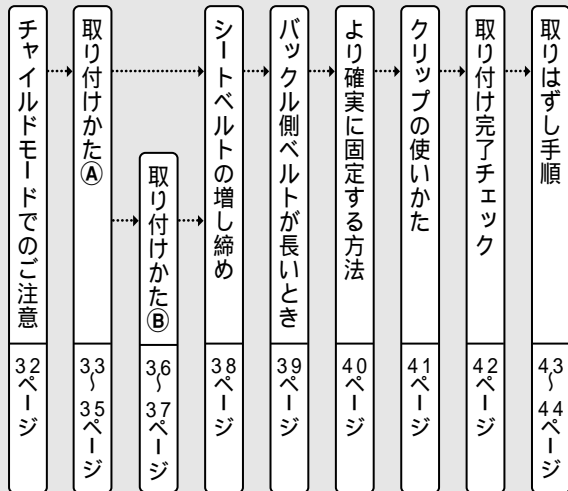 チャイルドモードでのご注意
32ページ
取り付けかたⒶ
33〜35ページ
取り付けかたⒷ
36〜37ページ
シートベルトの増し締め
38ページ
バックル側ベルトが長いとき
39ページ
より確実に固定する方法
40ページ
クリップの使いかた
41ページ
取り付け完了チェック
42ページ
取りはずし手順
43〜44ページ